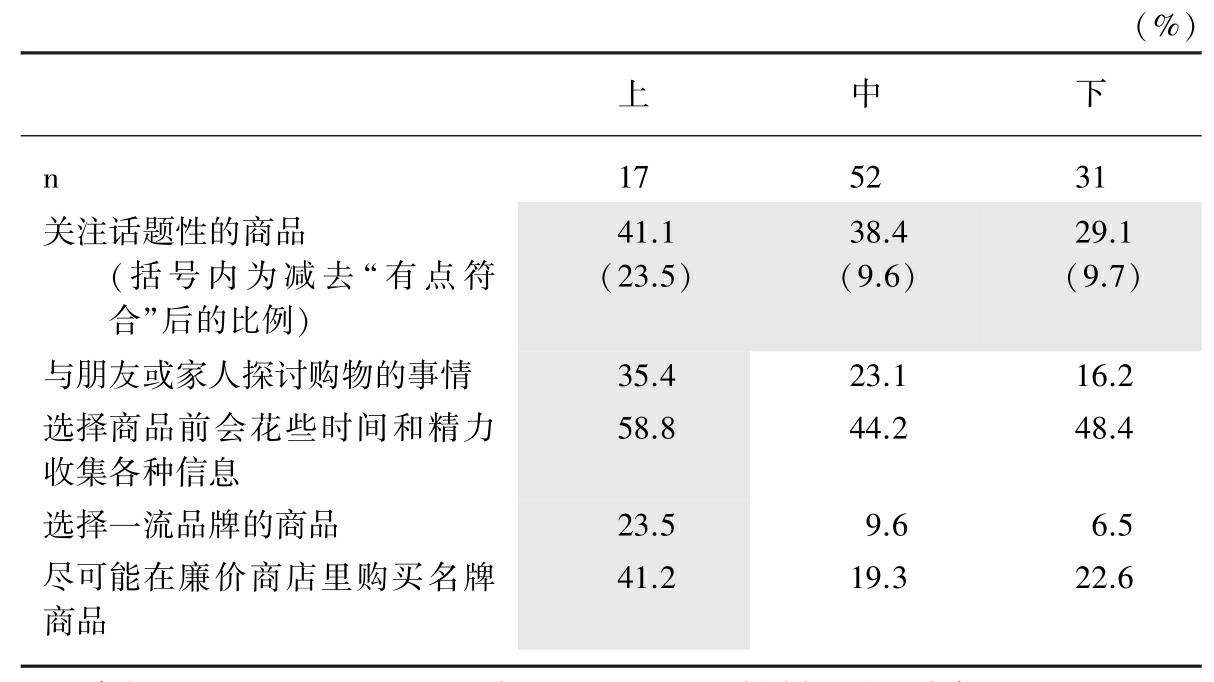 (%)
上 中 下
n 17 52 31
关注话题性的商品 41.1 38.4 29.1
(括号内为减去“有点符 (23.5) (9.6) (9.7)
合”后的比例)
与朋友或家人探讨购物的事情 35.4 23.1 16.2
选择商品前会花些时间和精力 58.8 44.2 48.4
收集各种信息
选择一流品牌的商品 23.5 9.6 6.5
尽可能在廉价商店里购买名牌 41.2 19.3 22.6
商品